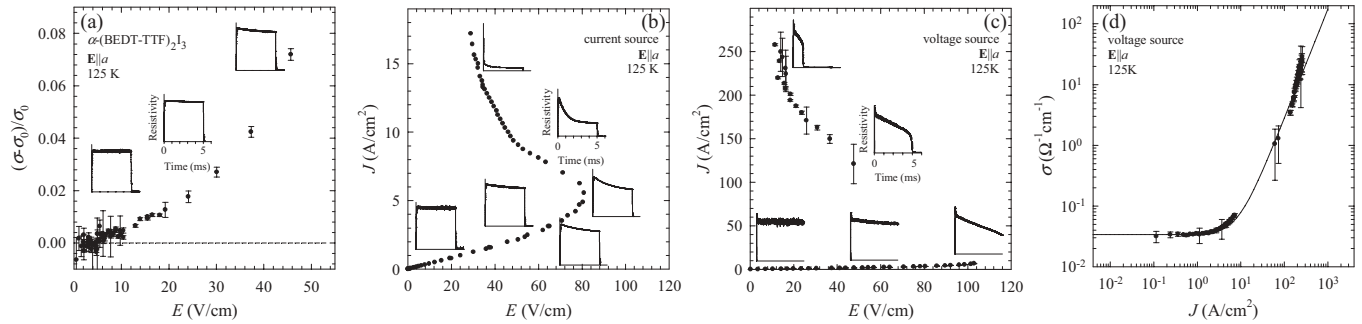 (a)
α-(BEDT-TTF)₂I₃
E||a
125 K
(σ-σ₀)/σ₀
0.08
0.06
0.04
0.02
0.00
Resistivity
0 5
Time (ms)
0 10 20 30 40 50
E (V/cm)
(b)
current source
E||a
125 K
J (A/cm²)
20
15
10
5
0
Resistivity
0 5
Time (ms)
0 20 40 60 80 100 120
E (V/cm)
(c)
voltage source
E||a
125K
J (A/cm²)
250
200
150
100
50
0
Resistivity
0 5
Time (ms)
0 20 40 60 80 100 120
E (V/cm)
(d)
voltage source
E||a
125K
σ (Ω⁻¹cm⁻¹)
10²
10¹
10⁰
10⁻¹
10⁻²
10⁻² 10⁻¹ 10⁰ 10¹ 10² 10³
J (A/cm²)